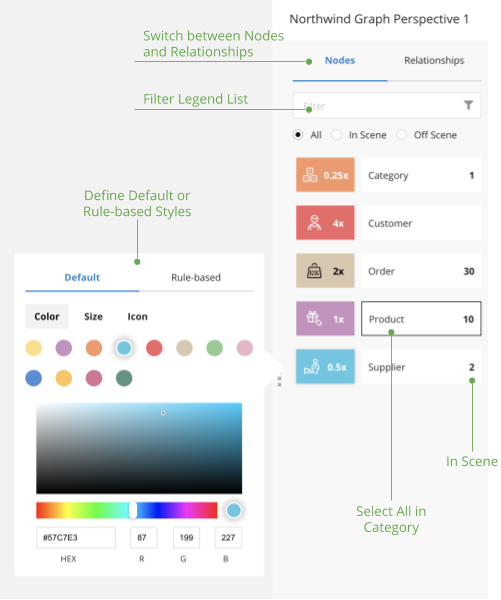 Northwind Graph Perspective 1
Switch between Nodes
and Relationships
Nodes
Relationships
Filter Legend List
Filter
All
In Scene
Off Scene
0.25x
Category
1
4x
Customer
2x
Order
30
1x
Product
10
0.5x
Supplier
2
In Scene
Select All in
Category
Define Default or
Rule-based Styles
Default
Rule-based
Color
Size
Icon
#57C7E3
87
199
227
HEX
R
G
B